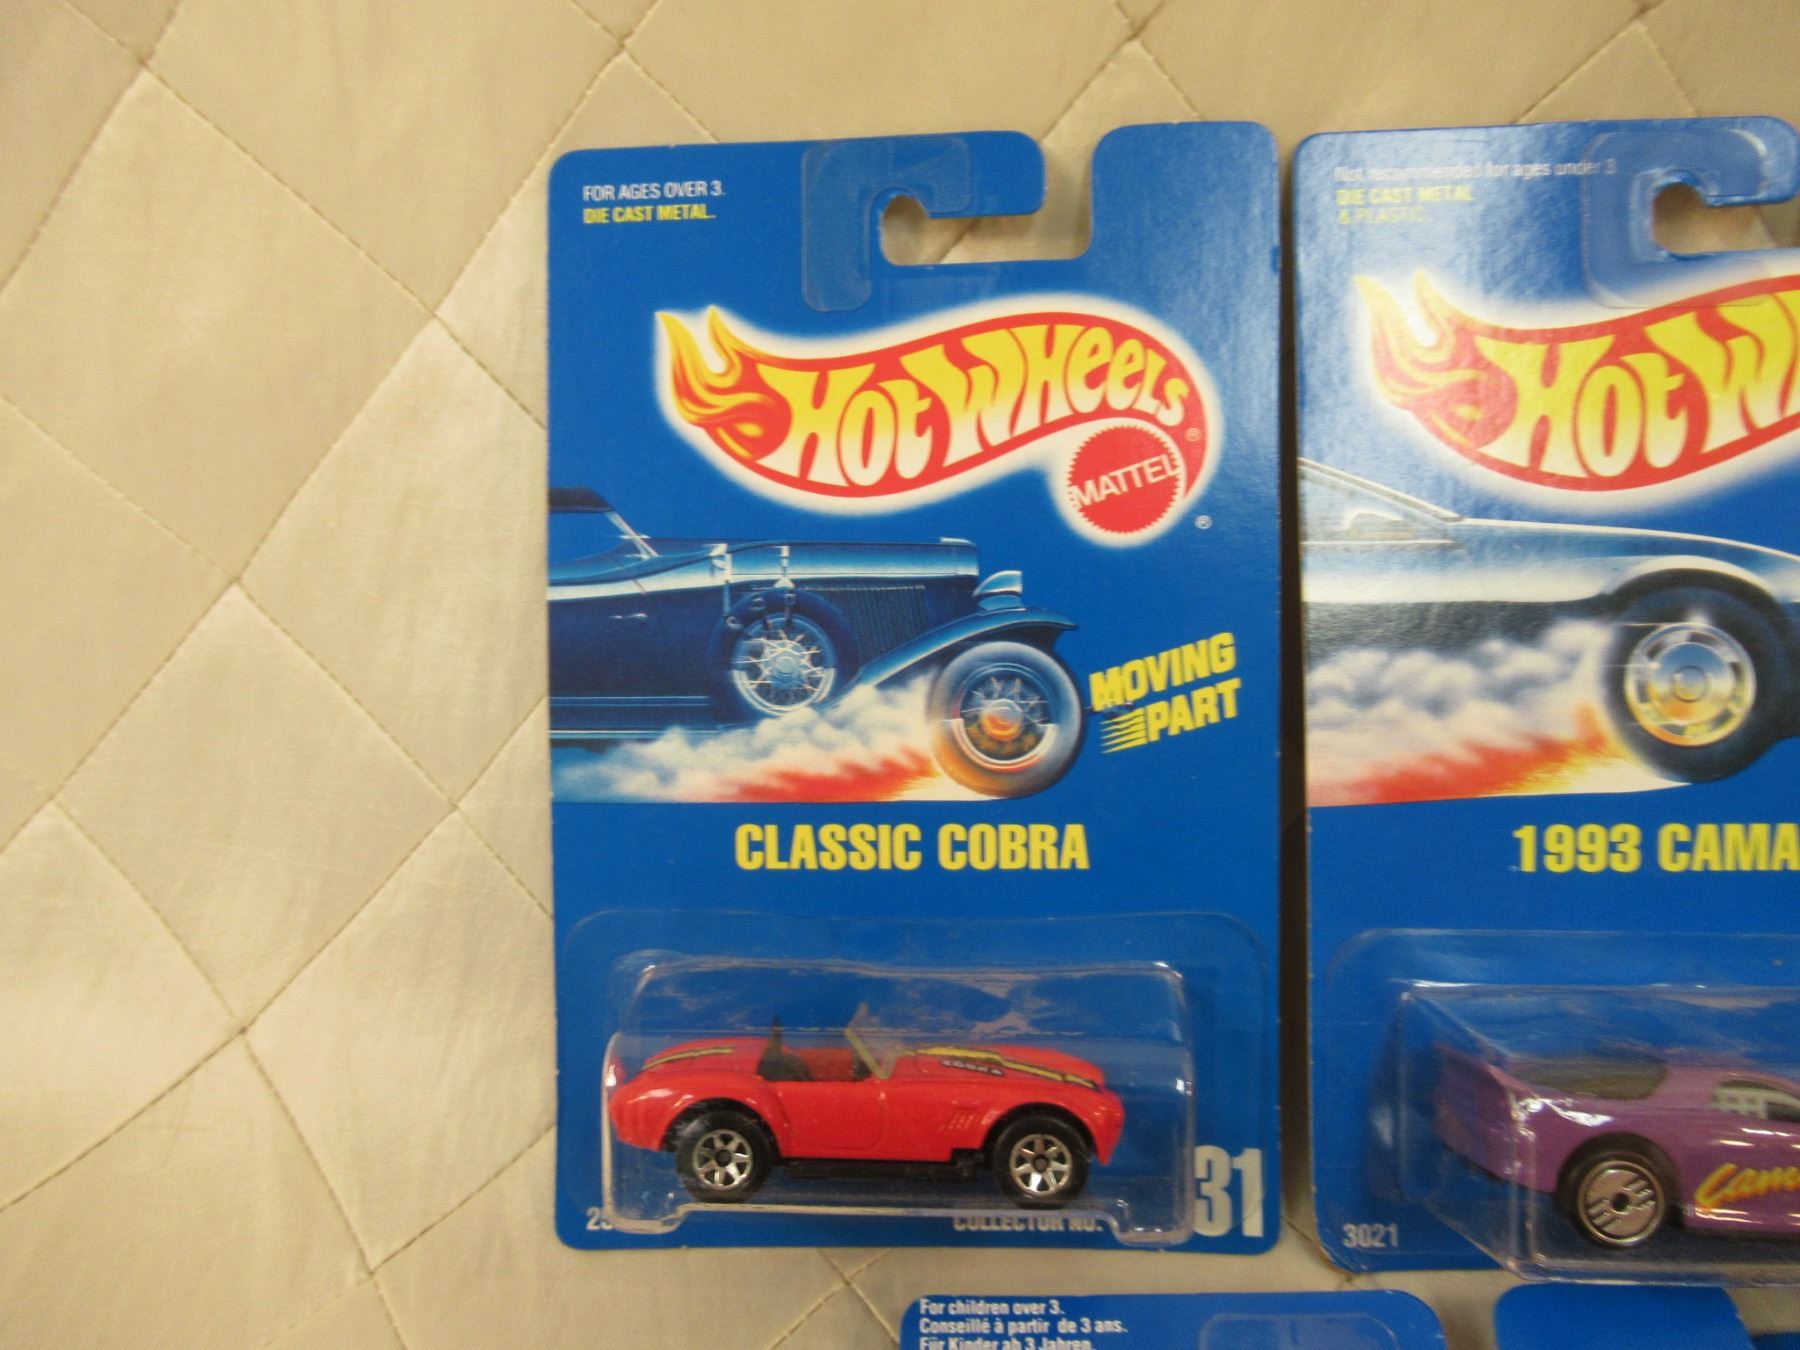 FOR AGES OVER 3.
DIE CAST METAL.
HOT WHEELS ®
MATTEL
®
MOVING
PART
CLASSIC COBRA
COBRA
COLLECTOR NO. 31
Not recommended for ages under 3.
DIE CAST METAL
& PLASTIC
HOT
1993 CAMA
Cam
3021
For children over 3.
Conseillé à partir de 3 ans.
Für Kinder ab 3 Jahren.